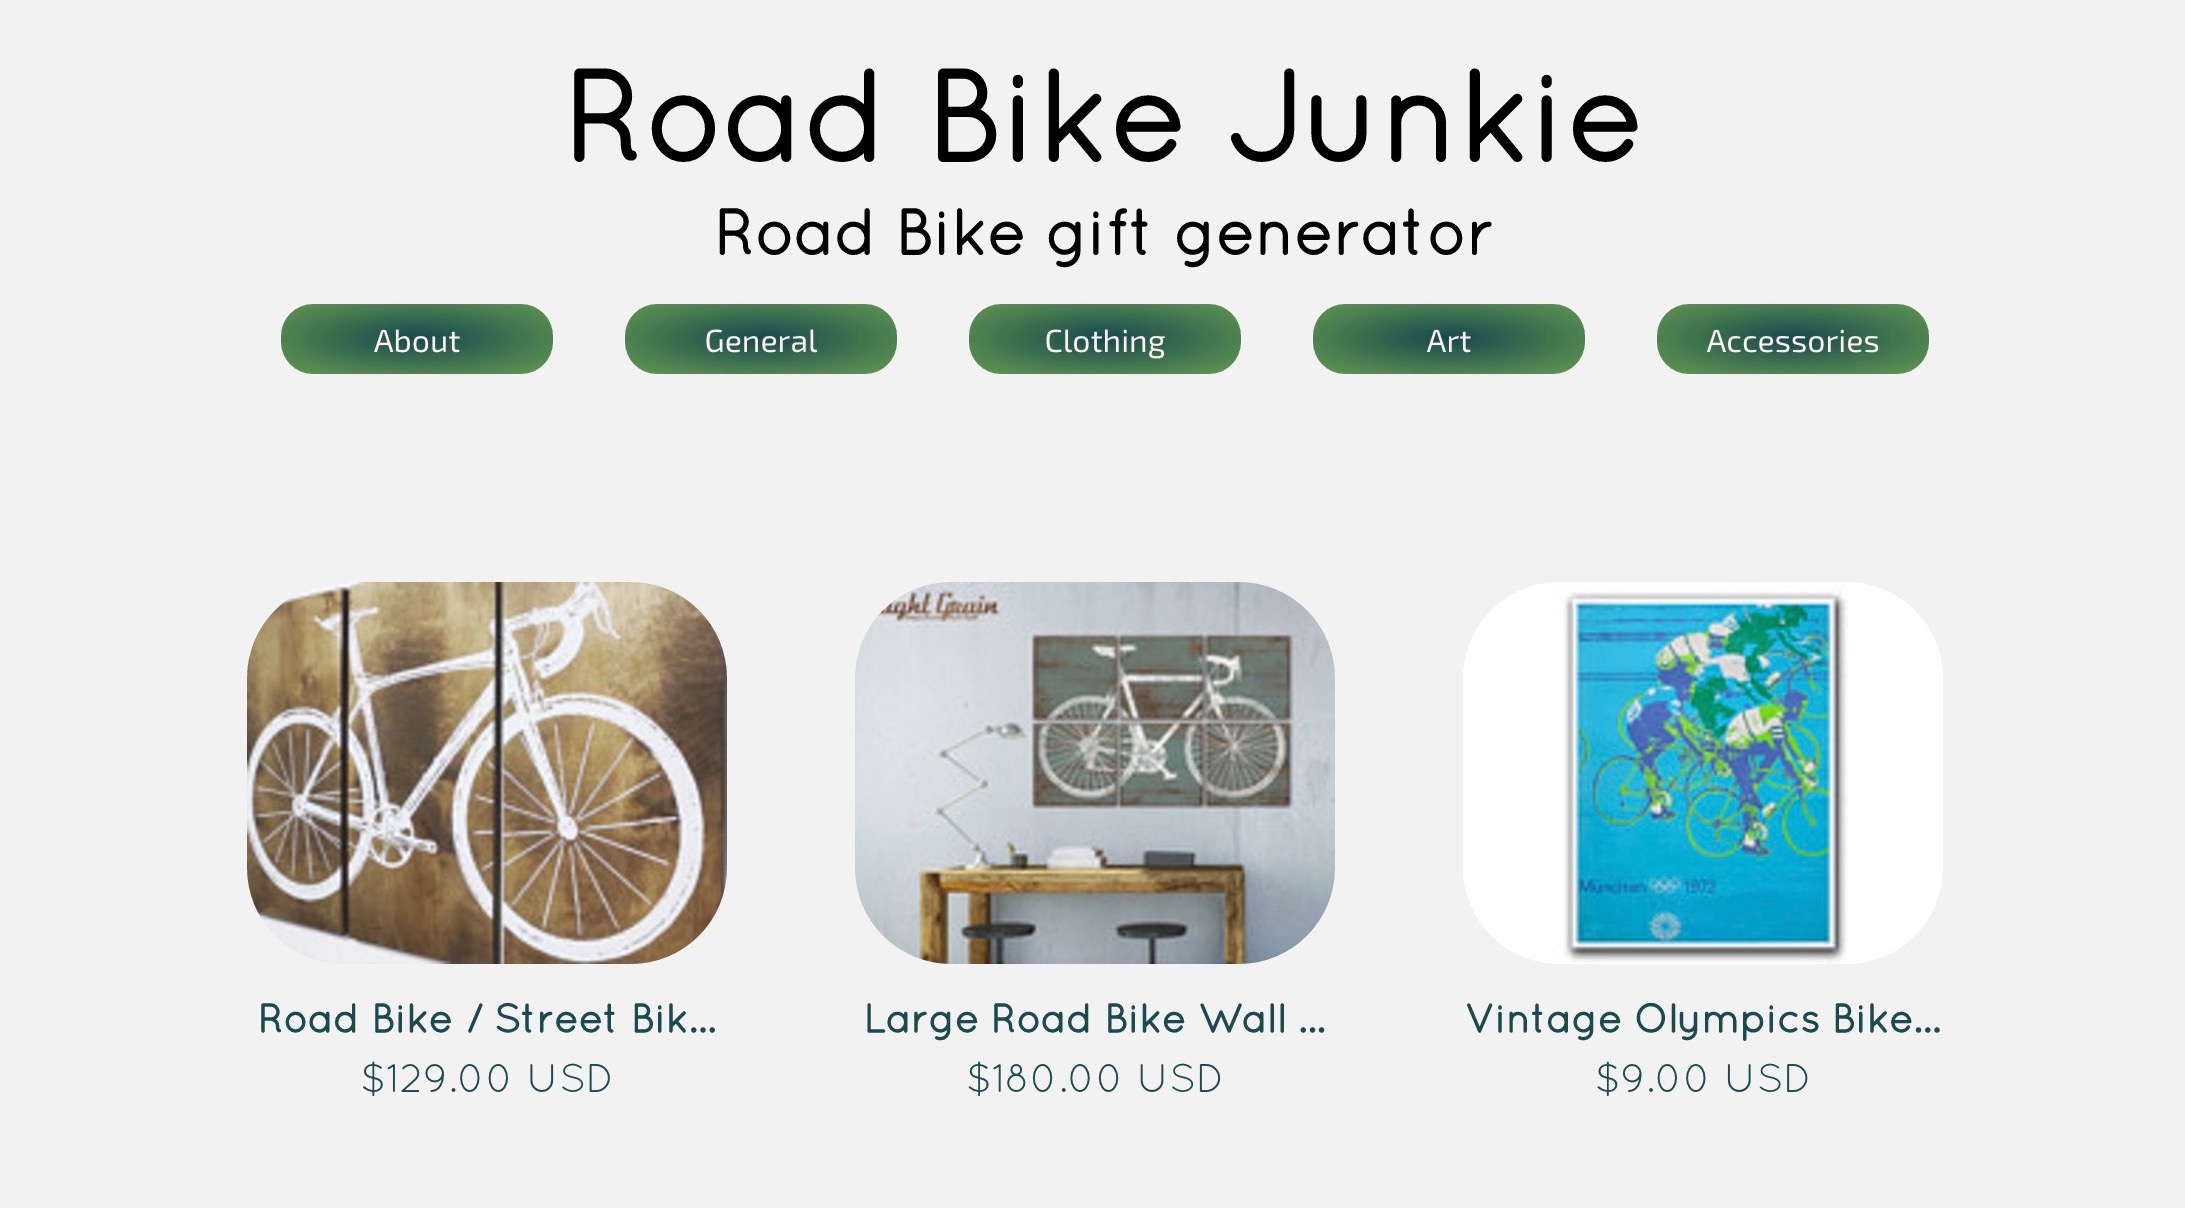 Road Bike Junkie
Road Bike gift generator
About
General
Clothing
Art
Accessories
ght Grain
München 1972
Road Bike / Street Bik...
Large Road Bike Wall ...
Vintage Olympics Bike...
$129.00 USD
$180.00 USD
$9.00 USD